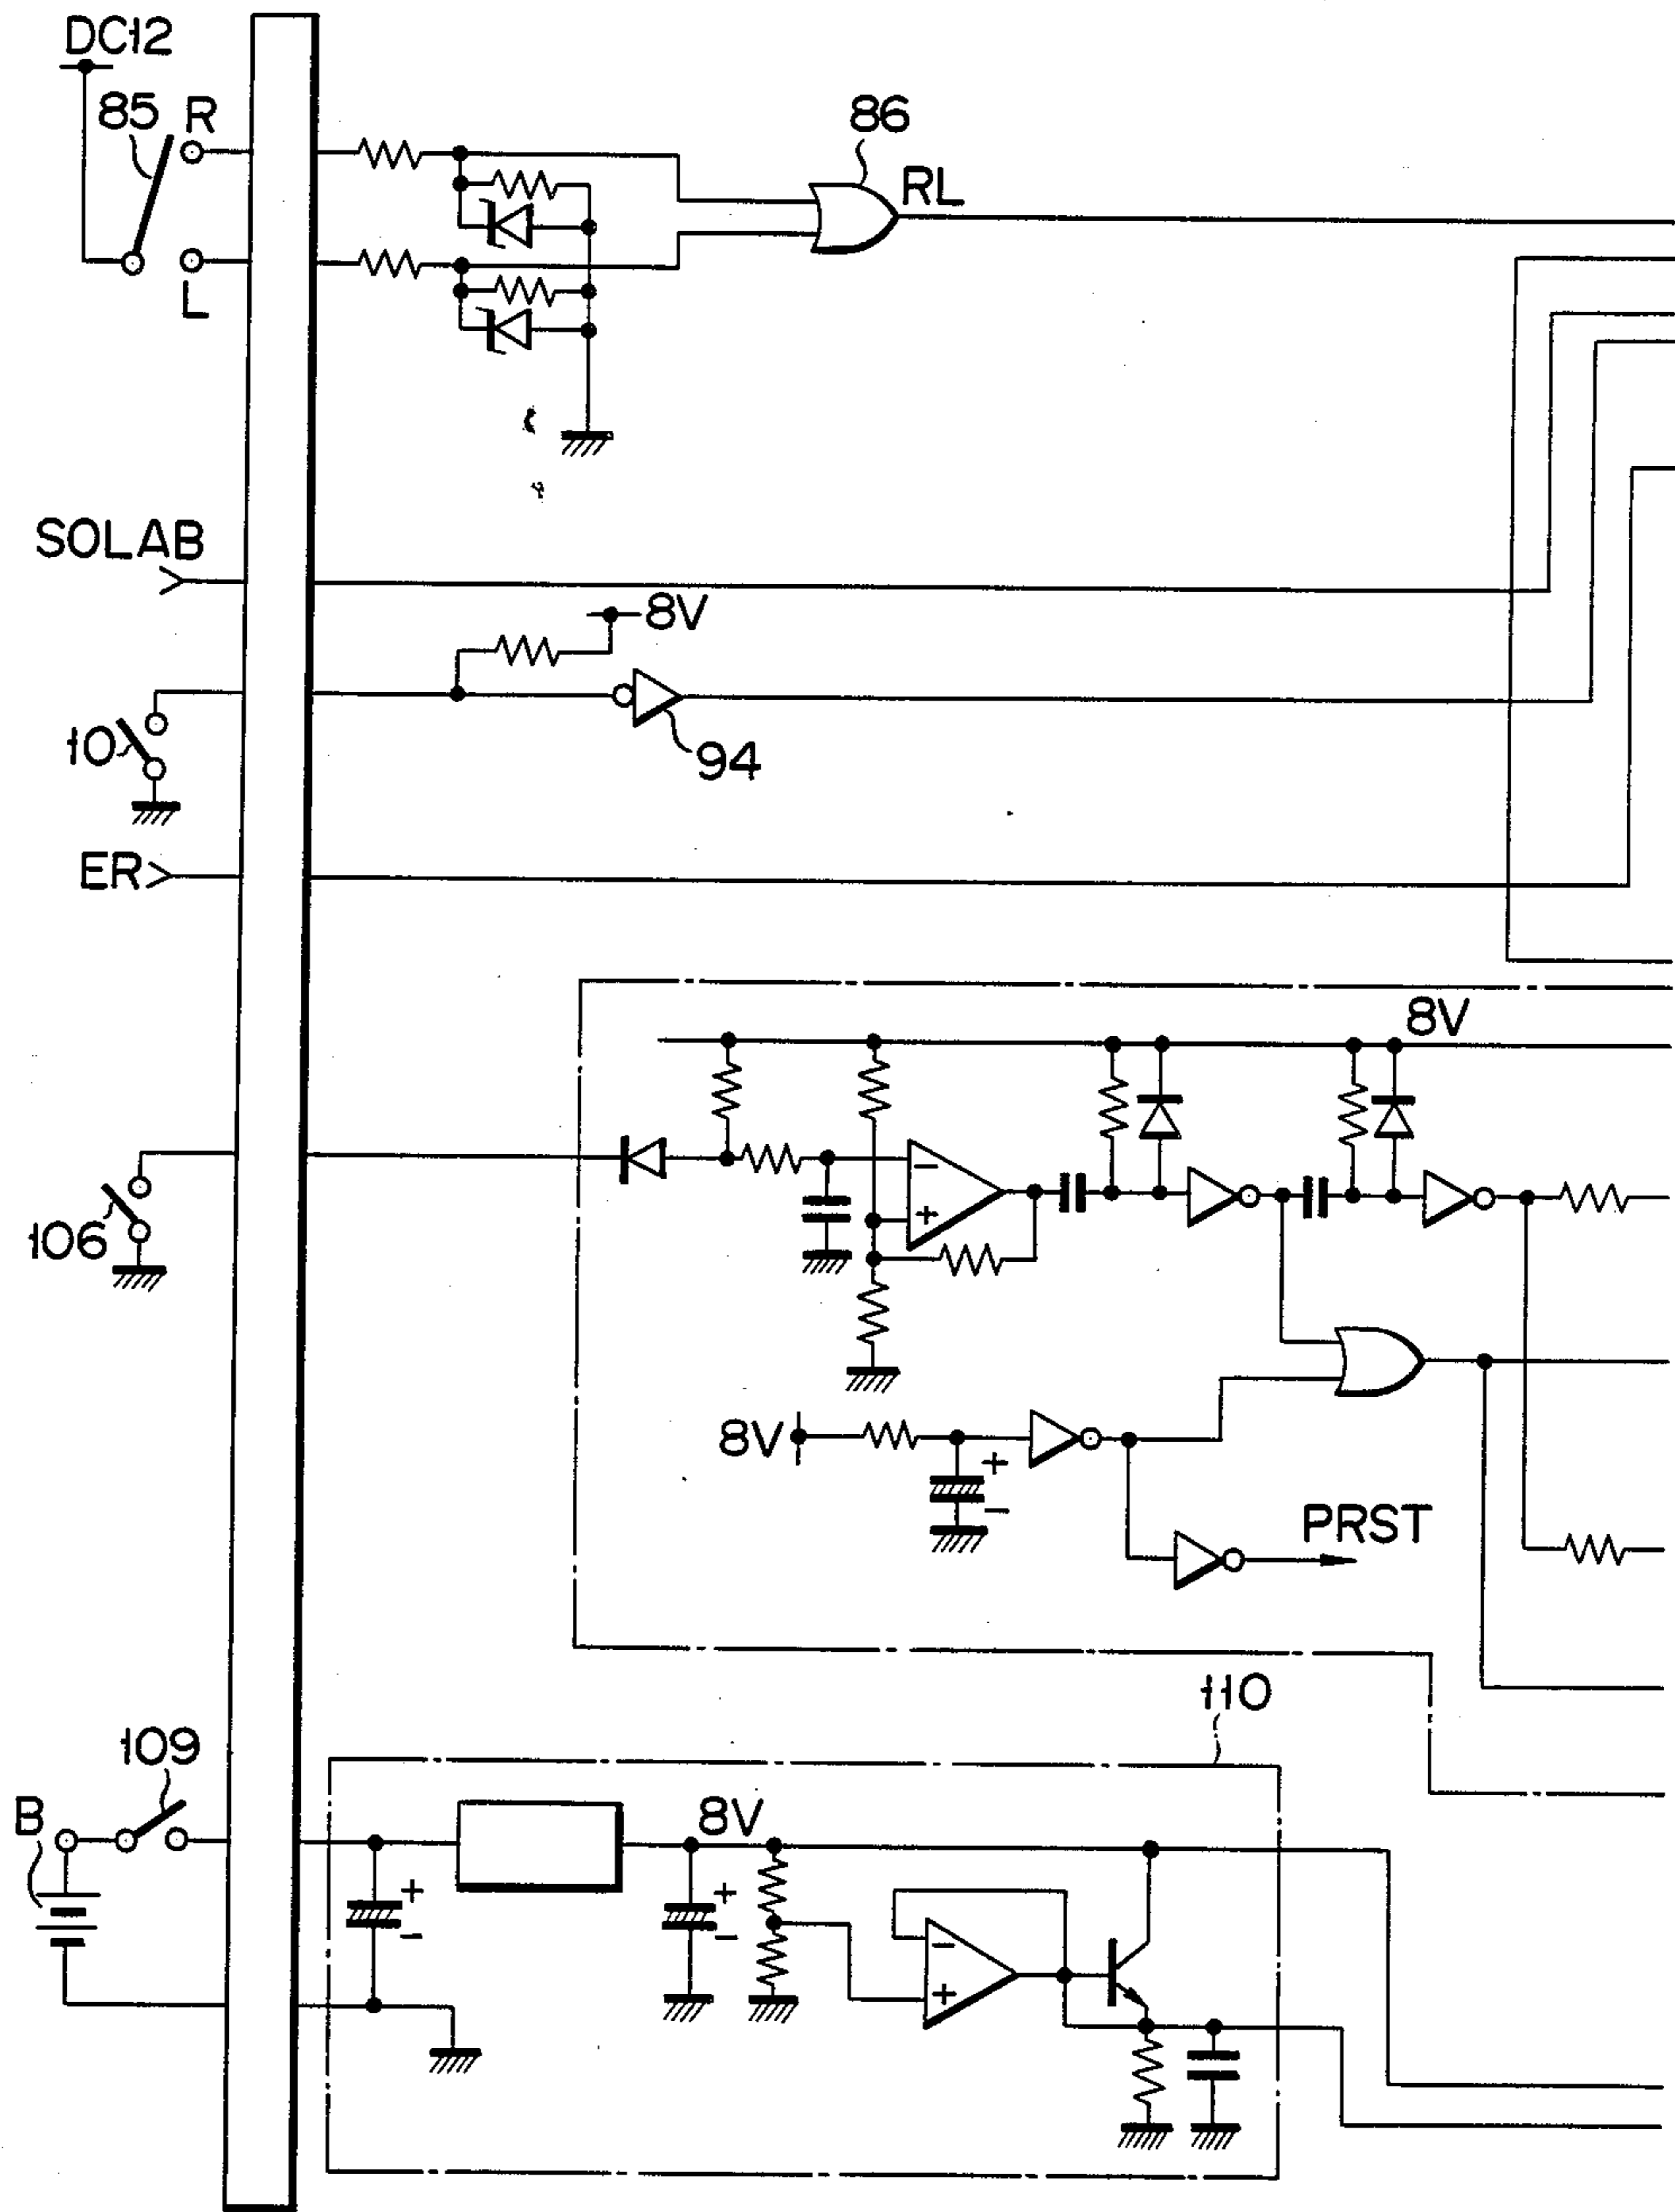 DC12
85
R
86
RL
L
SOLAB
8V
10
94
ER
8V
-
+
106
8V
+
-
PRST
110
109
B
8V
+
-
+
-
-
+